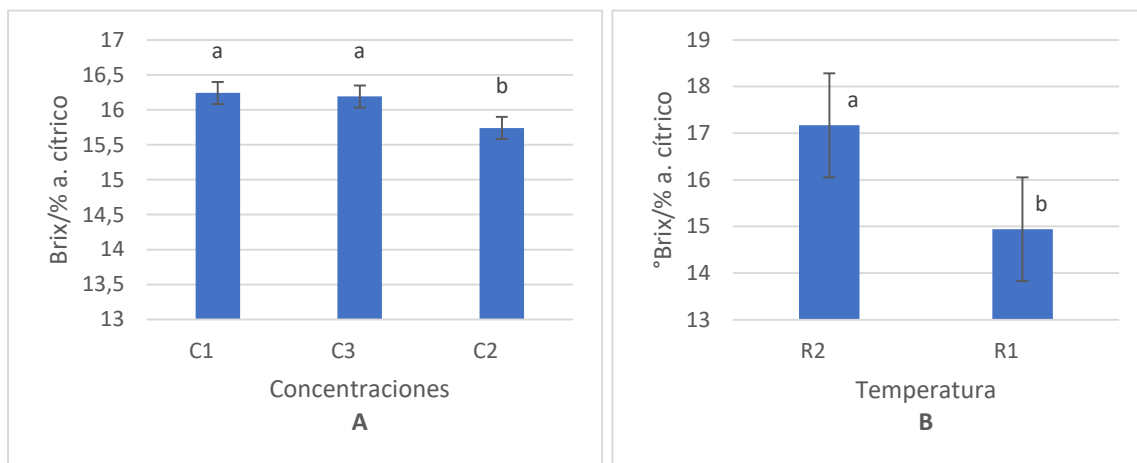 17
16,5
16
15,5
15
14,5
14
13,5
13
Brix/% a. cítrico
a
a
b
C1 C3 C2
Concentraciones
A
19
18
17
16
15
14
13
°Brix/% a. cítrico
a
b
R2 R1
Temperatura
B